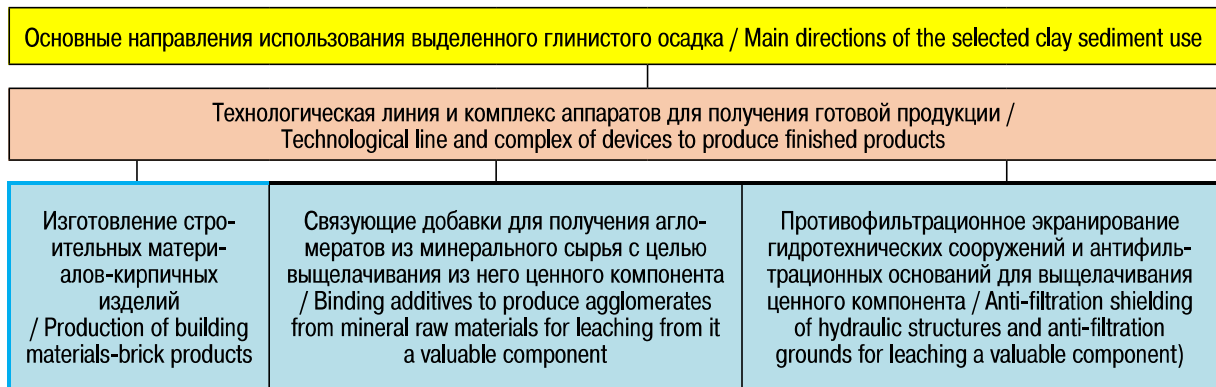 Основные направления использования выделенного глинистого осадка / Main directions of the selected clay sediment use
Технологическая линия и комплекс аппаратов для получения готовой продукции /
Technological line and complex of devices to produce finished products
Изготовление стро-
ительных матери-
алов-кирпичных
изделий
/ Production of building
materials-brick products
Связующие добавки для получения агло-
мератов из минерального сырья с целью
выщелачивания из него ценного компонента
/ Binding additives to produce agglomerates
from mineral raw materials for leaching from it
a valuable component
Противофильтрационное экранирование
гидротехнических сооружений и антифиль-
трационных оснований для выщелачивания
ценного компонента / Anti-filtration shielding
of hydraulic structures and anti-filtration
grounds for leaching a valuable component)